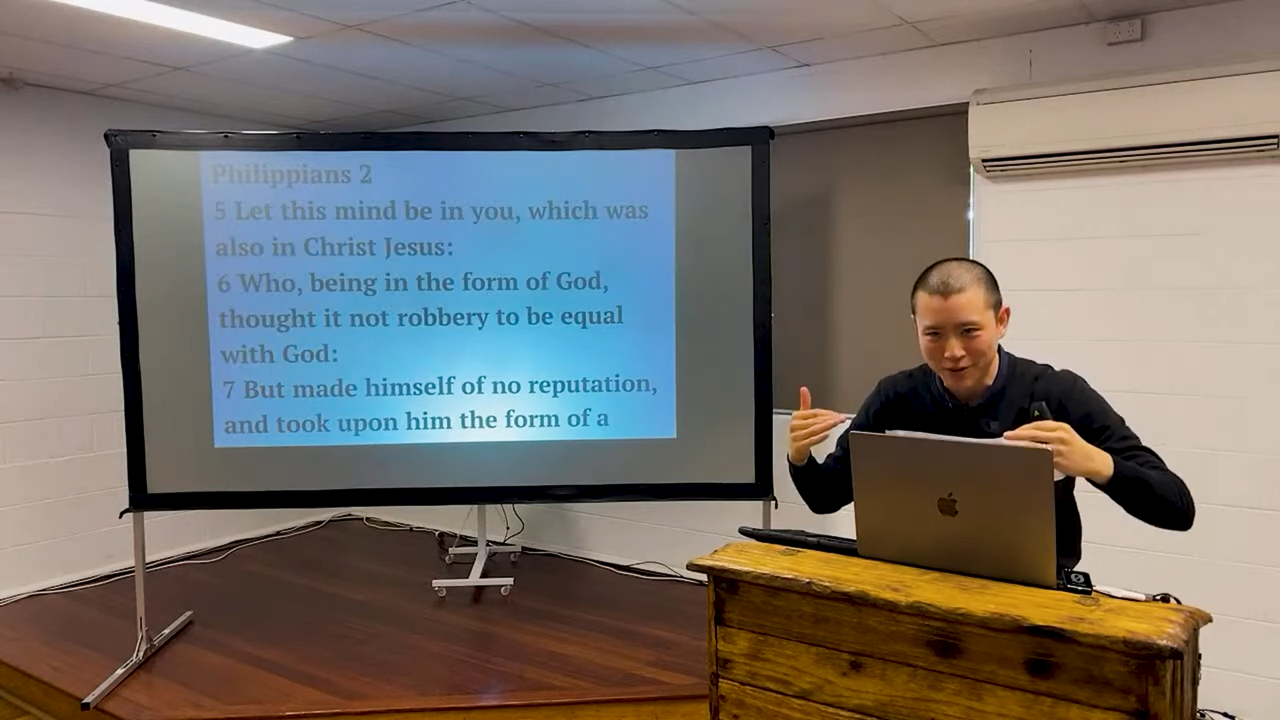 Philippians 2
5 Let this mind be in you, which was
also in Christ Jesus:
6 Who, being in the form of God,
thought it not robbery to be equal
with God:
7 But made himself of no reputation,
and took upon him the form of a